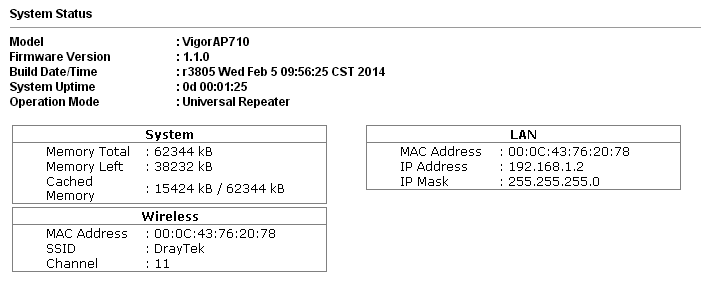 System Status
Model : VigorAP710
Firmware Version : 1.1.0
Build Date/Time : r3805 Wed Feb 5 09:56:25 CST 2014
System Uptime : 0d 00:01:25
Operation Mode : Universal Repeater
System
Memory Total : 62344 kB
Memory Left : 38232 kB
Cached
Memory : 15424 kB / 62344 kB
LAN
MAC Address : 00:0C:43:76:20:78
IP Address : 192.168.1.2
IP Mask : 255.255.255.0
Wireless
MAC Address : 00:0C:43:76:20:78
SSID : DrayTek
Channel : 11